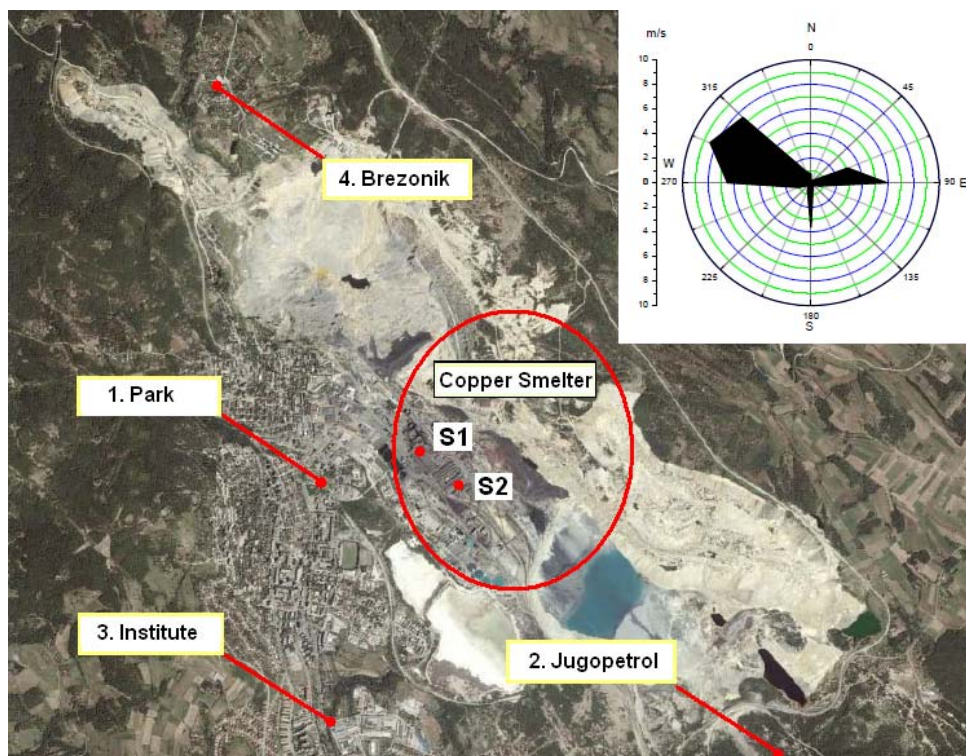 4. Brezonik
Copper Smelter
1. Park
S1
S2
3. Institute
2. Jugopetrol
m/s
10
8
6
4
2
0
2
4
6
8
10
N
0
45
90 E
135
180
S
225
W
270
315